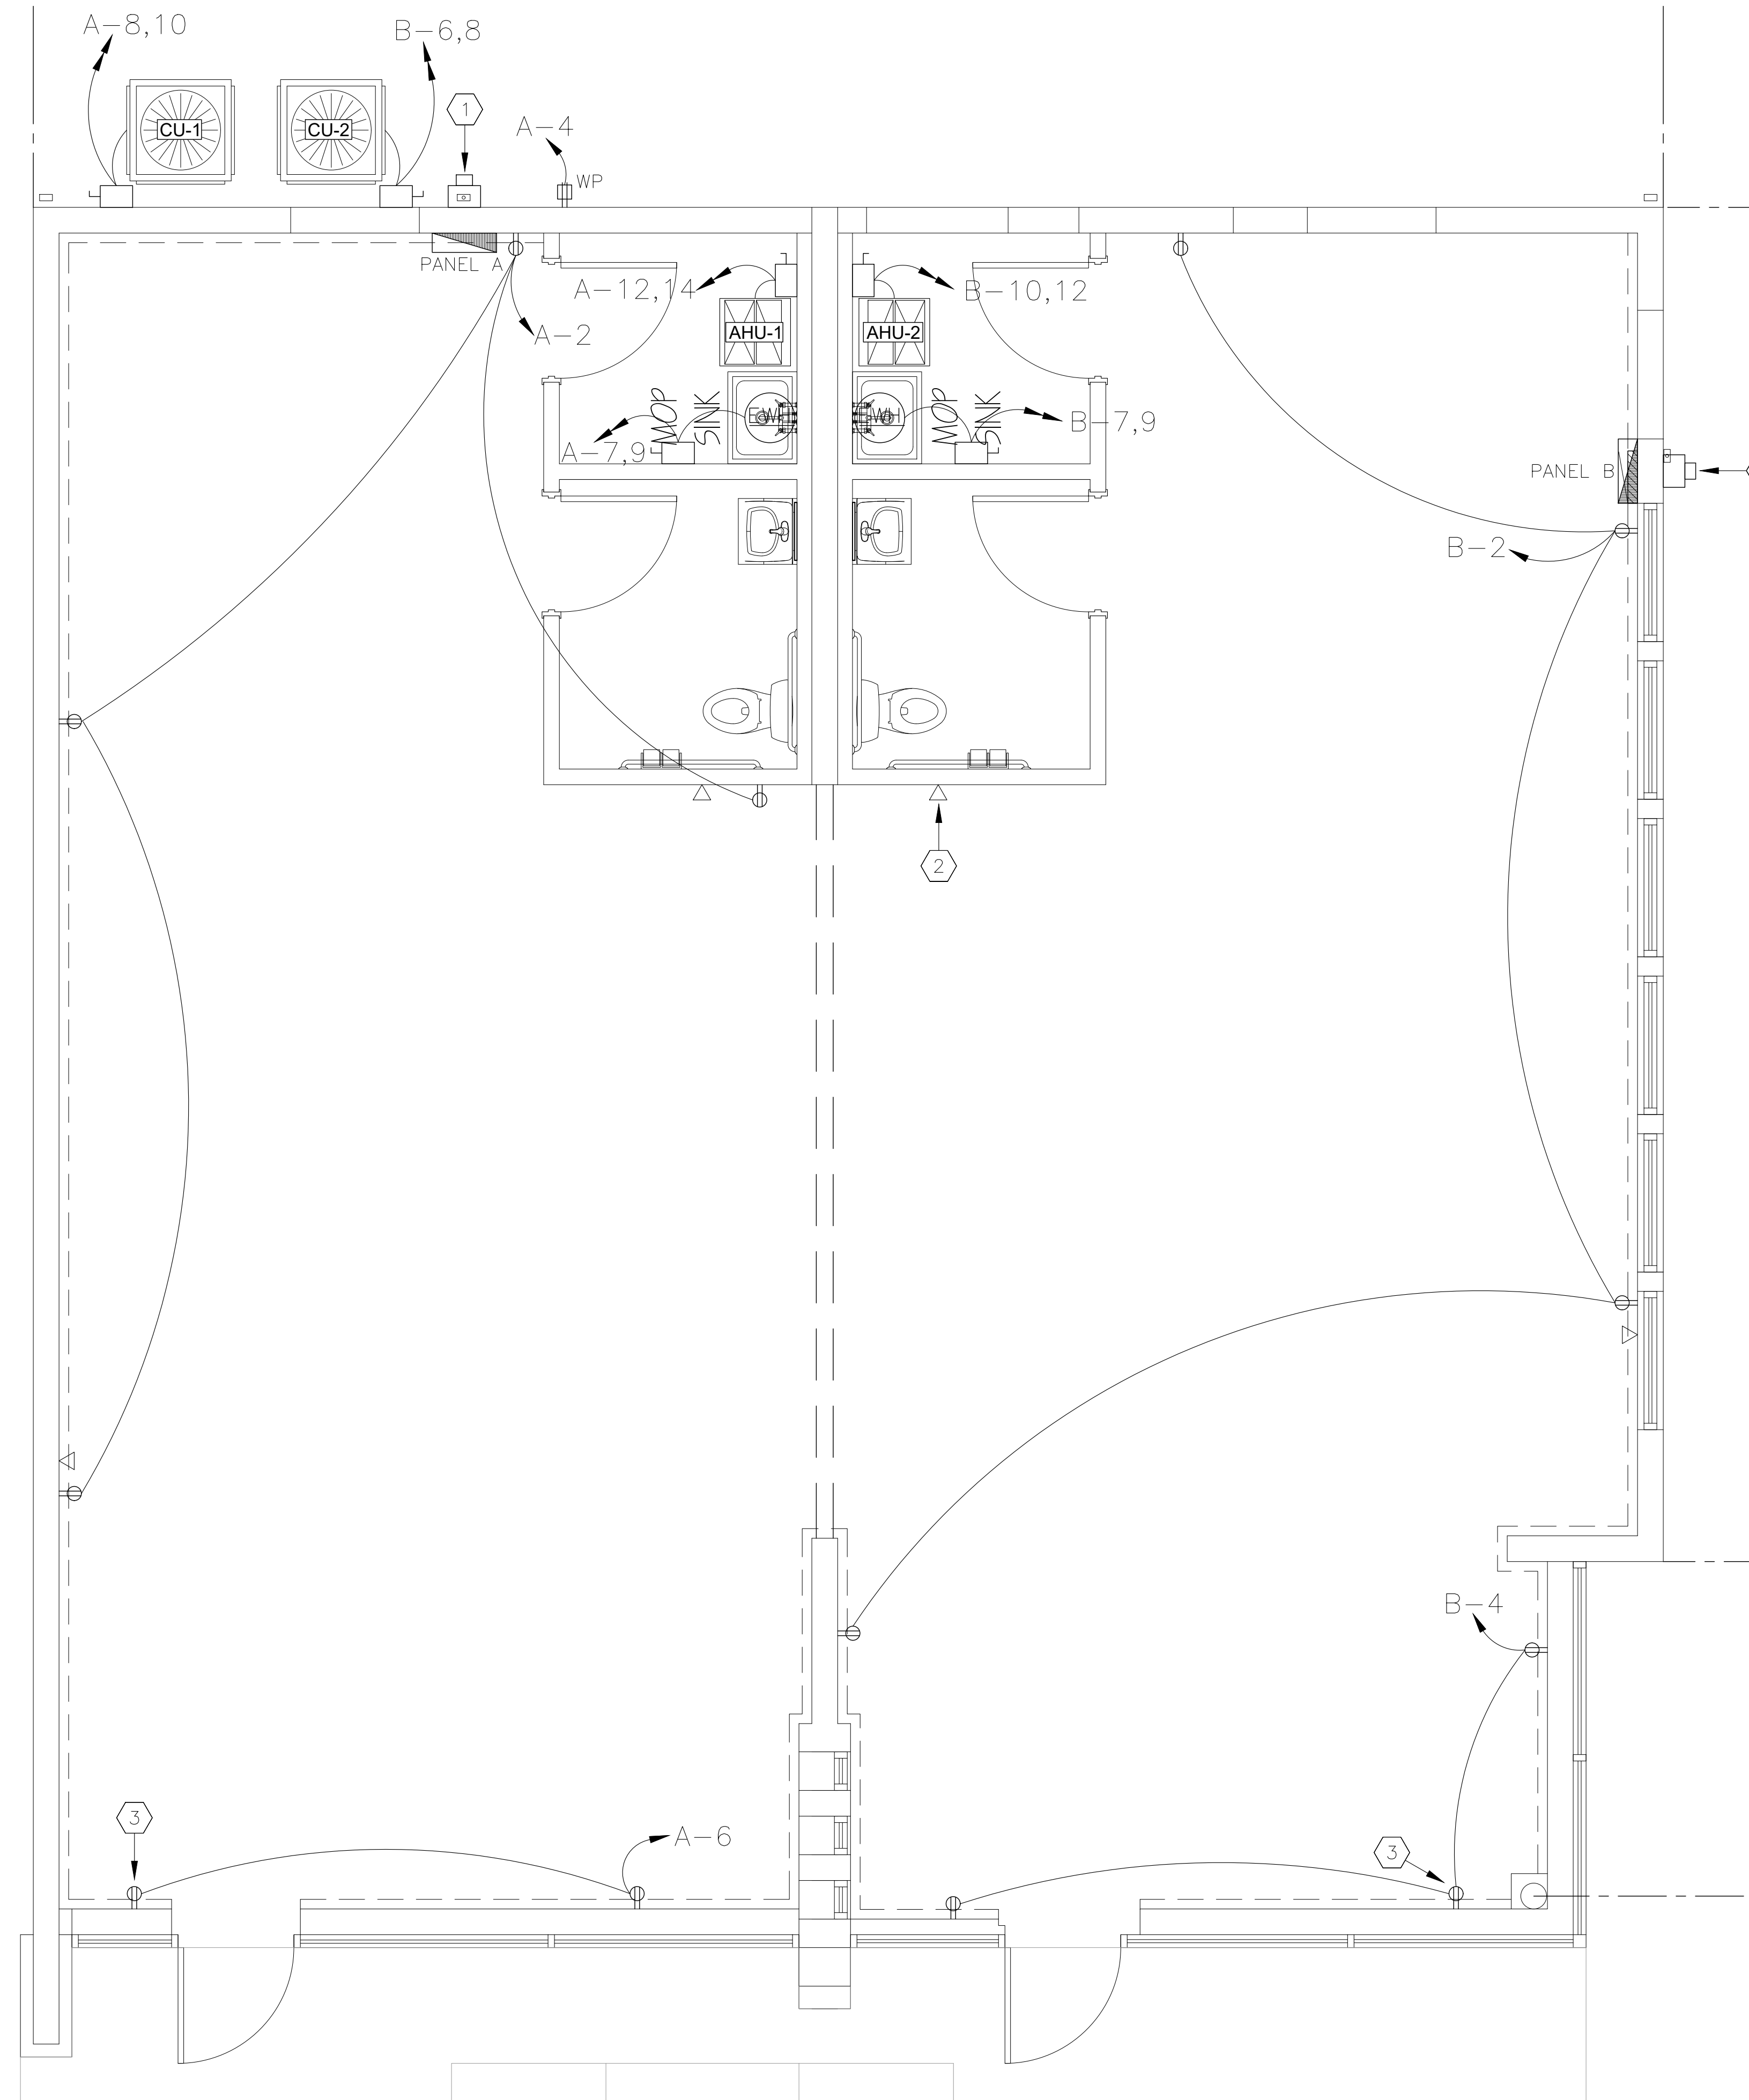 A-8,10
B-6,8
1
A-4
CU-1
CU-2
WP
PANEL A
A-12,14
B-10,12
A-2
AHU-1
AHU-2
MOP
SINK
EWH
EWH
MOP
SINK
A-7,9
B-7,9
PANEL B
B-2
2
B-4
3
A-6
3